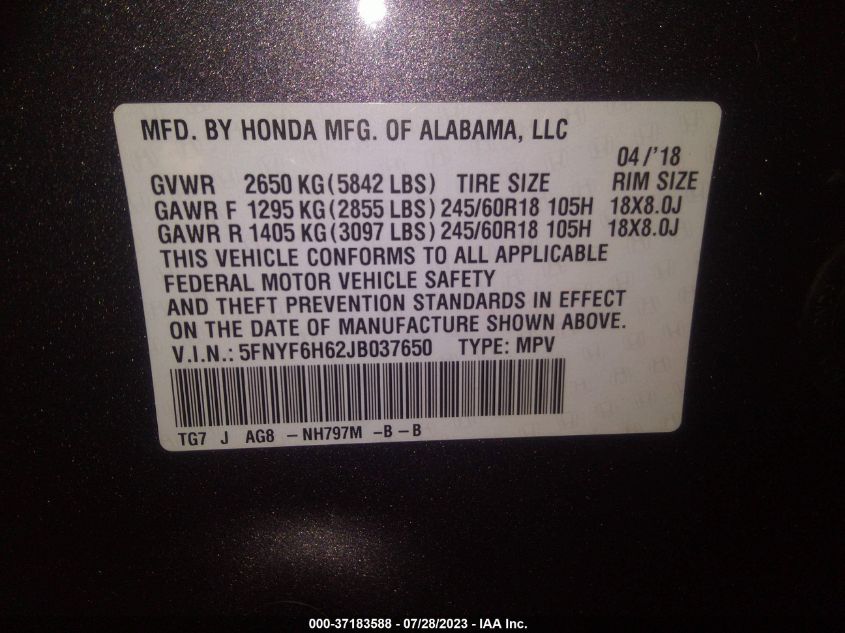 MFD. BY HONDA MFG. OF ALABAMA, LLC
04/'18
GVWR 2650 KG (5842 LBS) TIRE SIZE RIM SIZE
GAWR F 1295 KG (2855 LBS) 245/60R18 105H 18X8.0J
GAWR R 1405 KG (3097 LBS) 245/60R18 105H 18X8.0J
THIS VEHICLE CONFORMS TO ALL APPLICABLE
FEDERAL MOTOR VEHICLE SAFETY
AND THEFT PREVENTION STANDARDS IN EFFECT
ON THE DATE OF MANUFACTURE SHOWN ABOVE.
V.I.N.: 5FNYF6H62JB037650 TYPE: MPV
TG7 J AG8 - NH797M - B - B
000-37183588 - 07/28/2023 - IAA Inc.